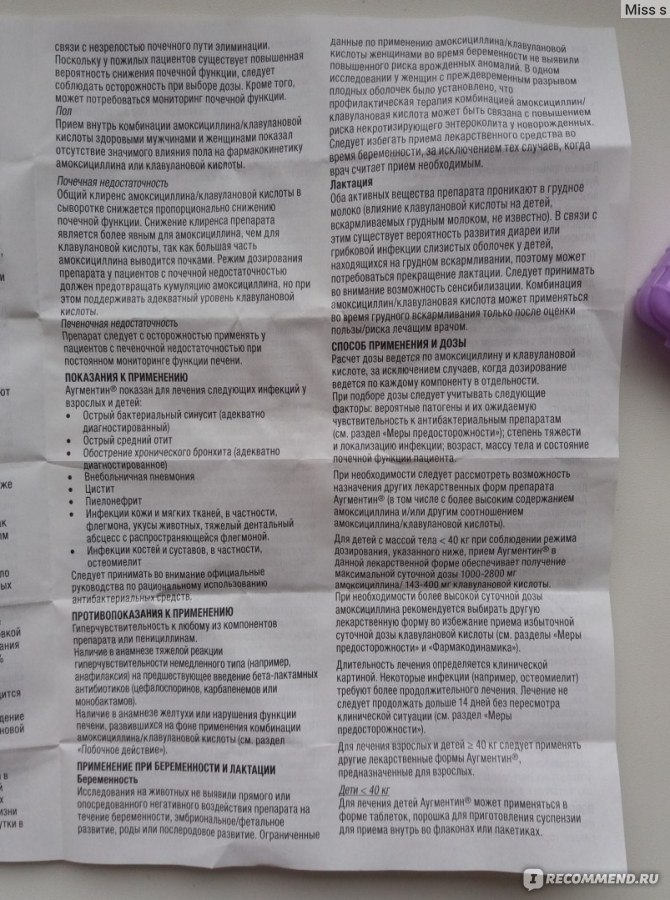 Miss s
связи с незрелостью почечного пути элиминации.
Поскольку у пожилых пациентов существует повышенная
вероятность снижения почечной функции, следует
соблюдать осторожность при выборе дозы. Кроме того,
может потребоваться мониторинг почечной функции.
Пол
Прием внутрь комбинации амоксициллина/клавулановой
кислоты здоровыми мужчинами и женщинами показал
отсутствие значимого влияния пола на фармакокинетику
амоксициллина или клавулановой кислоты.
Почечная недостаточность
Общий клиренс амоксициллина/клавулановой кислоты в
сыворотке снижается пропорционально снижению
почечной функции. Снижение клиренса препарата
является более явным для амоксициллина, чем для
клавулановой кислоты, так как большая часть
амоксициллина выводится почками. Режим дозирования
препарата у пациентов с почечной недостаточностью
должен предотвращать кумуляцию амоксициллина, но при
этом поддерживать адекватный уровень клавулановой
кислоты.
Печеночная недостаточность
Препарат следует с осторожностью применять у
пациентов с печеночной недостаточностью при
постоянном мониторинге функции печени.
ПОКАЗАНИЯ К ПРИМЕНЕНИЮ
Аугментин® показан для лечения следующих инфекций у
взрослых и детей:
• Острый бактериальный синусит (адекватно
диагностированный)
• Острый средний отит
• Обострение хронического бронхита (адекватно
диагностированное)
• Внебольничная пневмония
• Цистит
• Пиелонефрит
• Инфекции кожи и мягких тканей, в частности,
флегмона, укусы животных, тяжелый дентальный
абсцесс с распространяющейся флегмоной.
• Инфекции костей и суставов, в частности,
остеомиелит
Следует принимать во внимание официальные
руководства по рациональному использованию
антибактериальных средств.
ПРОТИВОПОКАЗАНИЯ К ПРИМЕНЕНИЮ
Гиперчувствительность к любому из компонентов
препарата или пенициллинам.
Наличие в анамнезе тяжелой реакции
гиперчувствительности немедленного типа (например,
анафилаксия) на предшествующее введение бета-лактамных
антибиотиков (цефалоспоринов, карбапенемов или
монобактамов).
Наличие в анамнезе желтухи или нарушения функции
печени, развившихся на фоне применения комбинации
амоксициллина/клавулановой кислоты (см. раздел
«Побочное действие»).
ПРИМЕНЕНИЕ ПРИ БЕРЕМЕННОСТИ И ЛАКТАЦИИ
Беременность
Исследования на животных не выявили прямого или
опосредованного негативного воздействия препарата на
течение беременности, эмбриональное/фетальное
развитие, роды или послеродовое развитие. Ограниченные
данные по применению амоксициллина/клавулановой
кислоты женщинами во время беременности не выявили
повышенного риска врожденных аномалий. В одном
исследовании у женщин с преждевременным разрывом
плодных оболочек было установлено, что
профилактическая терапия комбинацией амоксициллин/
клавулановая кислота может быть связана с повышением
риска некротизирующего энтероколита у новорожденных.
Следует избегать приема лекарственного средства во
время беременности, за исключением тех случаев, когда
врач считает прием необходимым.
Лактация
Оба активных вещества препарата проникают в грудное
молоко (влияние клавулановой кислоты на детей,
вскармливаемых грудным молоком, не известно). В связи с
этим существует вероятность развития диареи или
грибковой инфекции слизистых оболочек у детей,
находящихся на грудном вскармливании, поэтому может
потребоваться прекращение лактации. Следует принимать
во внимание возможность сенсибилизации. Комбинация
амоксициллин/клавулановая кислота может применяться
во время грудного вскармливания только после оценки
пользы/риска лечащим врачом.
СПОСОБ ПРИМЕНЕНИЯ И ДОЗЫ
Расчет дозы ведется по амоксициллину и клавулановой
кислоте, за исключением случаев, когда дозирование
ведется по каждому компоненту в отдельности.
При подборе дозы следует учитывать следующие
факторы: вероятные патогены и их ожидаемую
чувствительность к антибактериальным препаратам
(см. раздел «Меры предосторожности»); степень тяжести
и локализацию инфекции; возраст, массу тела и состояние
почечной функции пациента.
При необходимости следует рассмотреть возможность
назначения других лекарственных форм препарата
Аугментин® (в том числе с более высоким содержанием
амоксициллина и/или другим соотношением
амоксициллина/клавулановой кислоты).
Для детей с массой тела < 40 кг при соблюдении режима
дозирования, указанного ниже, прием Аугментин® в
данной лекарственной форме обеспечивает получение
максимальной суточной дозы 1000-2800 мг
амоксициллина/ 143-400 мг клавулановой кислоты.
При необходимости более высокой суточной дозы
амоксициллина рекомендуется выбирать другую
лекарственную форму во избежание приема избыточной
суточной дозы клавулановой кислоты (см. разделы «Меры
предосторожности» и «Фармакодинамика»).
Длительность лечения определяется клинической
картиной. Некоторые инфекции (например, остеомиелит)
требуют более продолжительного лечения. Лечение не
следует продолжать дольше 14 дней без пересмотра
клинической ситуации (см. раздел «Меры
предосторожности»).
Для лечения взрослых и детей ≥ 40 кг следует применять
другие лекарственные формы Аугментин®,
предназначенные для взрослых.
Дети < 40 кг
Для лечения детей Аугментин® может применяться в
форме таблеток, порошка для приготовления суспензии
для приема внутрь во флаконах или пакетиках.
IRECOMMEND.RU